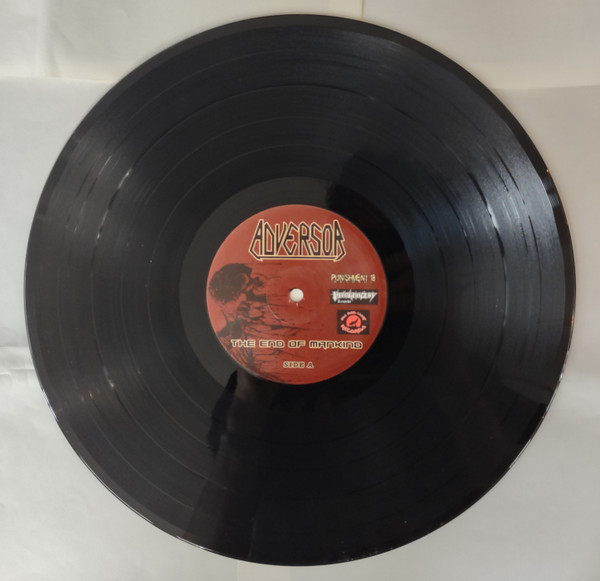 ADVERSOR
PUNISHMENT 18
THE END OF MANKIND
SIDE A